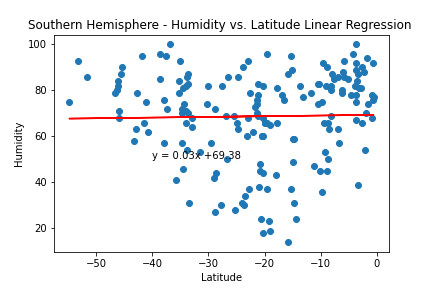 Southern Hemisphere - Humidity vs. Latitude Linear Regression
100
80
60
40
20
Humidity
y = 0.03x +69.38
−50
−40
−30
−20
−10
0
Latitude